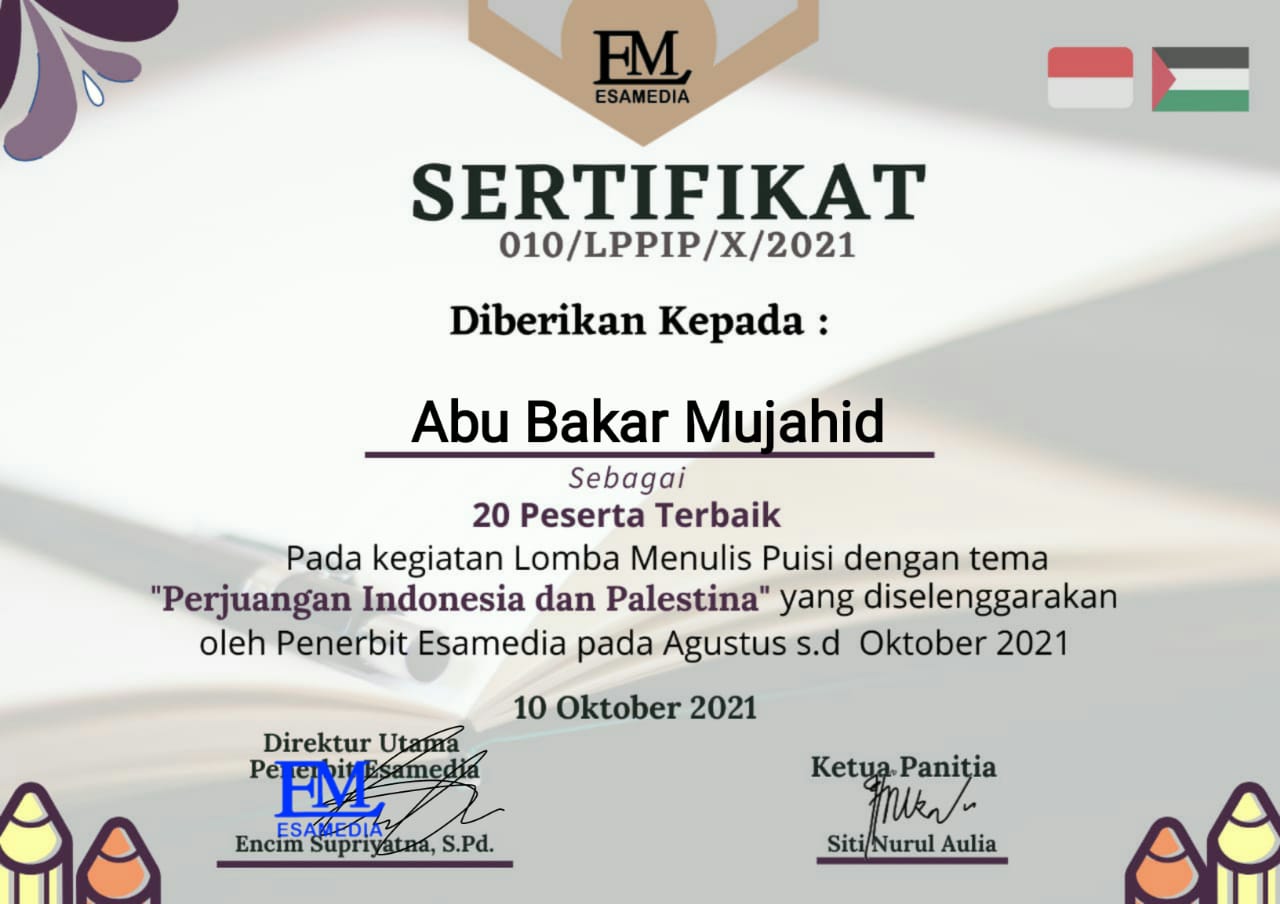 EM
ESAMEDIA
SERTIFIKAT
010/LPPIP/X/2021
Diberikan Kepada :
Abu Bakar Mujahid
Sebagai
20 Peserta Terbaik
Pada kegiatan Lomba Menulis Puisi dengan tema
"Perjuangan Indonesia dan Palestina" yang diselenggarakan
oleh Penerbit Esamedia pada Agustus s.d Oktober 2021
10 Oktober 2021
Direktur Utama
Penerbit Esamedia
EM
ESAMEDIA
Encim Supriyatna, S.Pd.
Ketua Panitia
Siti Nurul Aulia